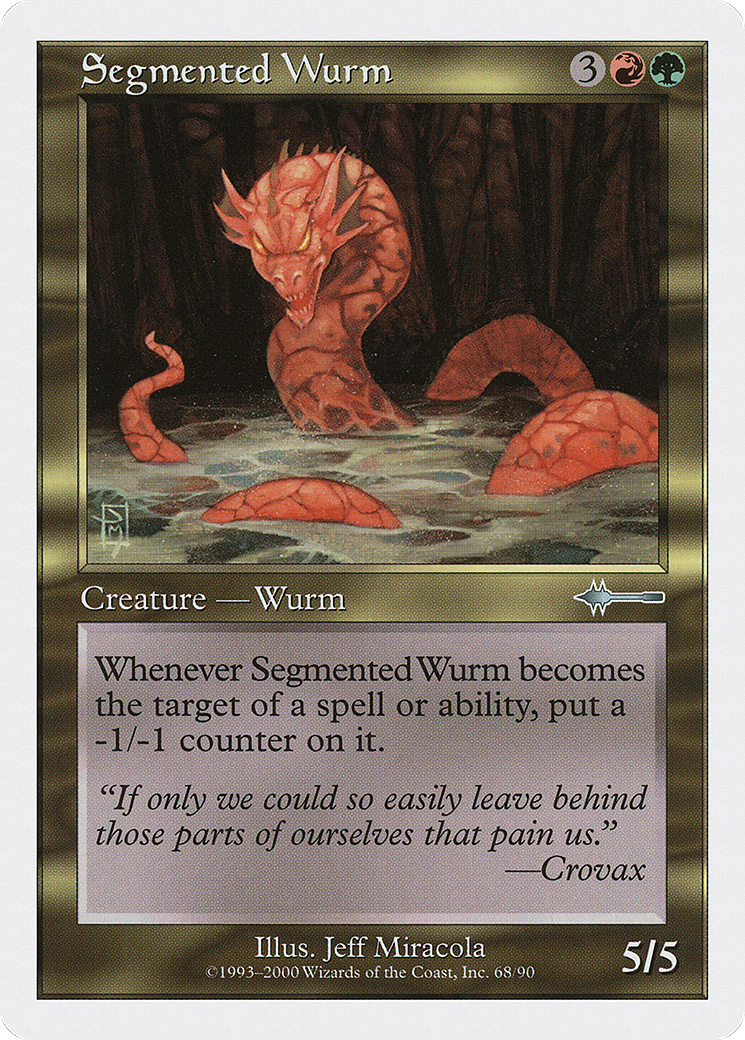 Segmented Wurm 3
Creature — Wurm
Whenever Segmented Wurm becomes
the target of a spell or ability, put a
-1/-1 counter on it.
“If only we could so easily leave behind
those parts of ourselves that pain us.”
—Crovax
Illus. Jeff Miracola
©1993–2000 Wizards of the Coast, Inc. 68/90
5/5